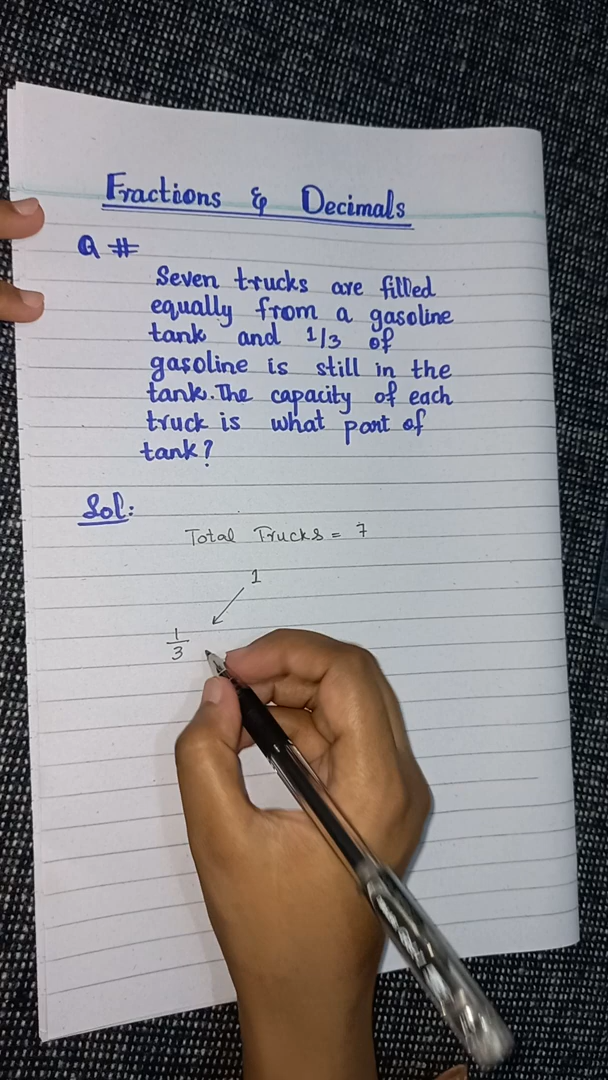 Fractions & Decimals
Q #
Seven trucks are filled
equally from a gasoline
tank and 1/3 of
gasoline is still in the
tank. The capacity of each
truck is what part of
tank?
Sol:
Total Trucks = 7
1
1/3